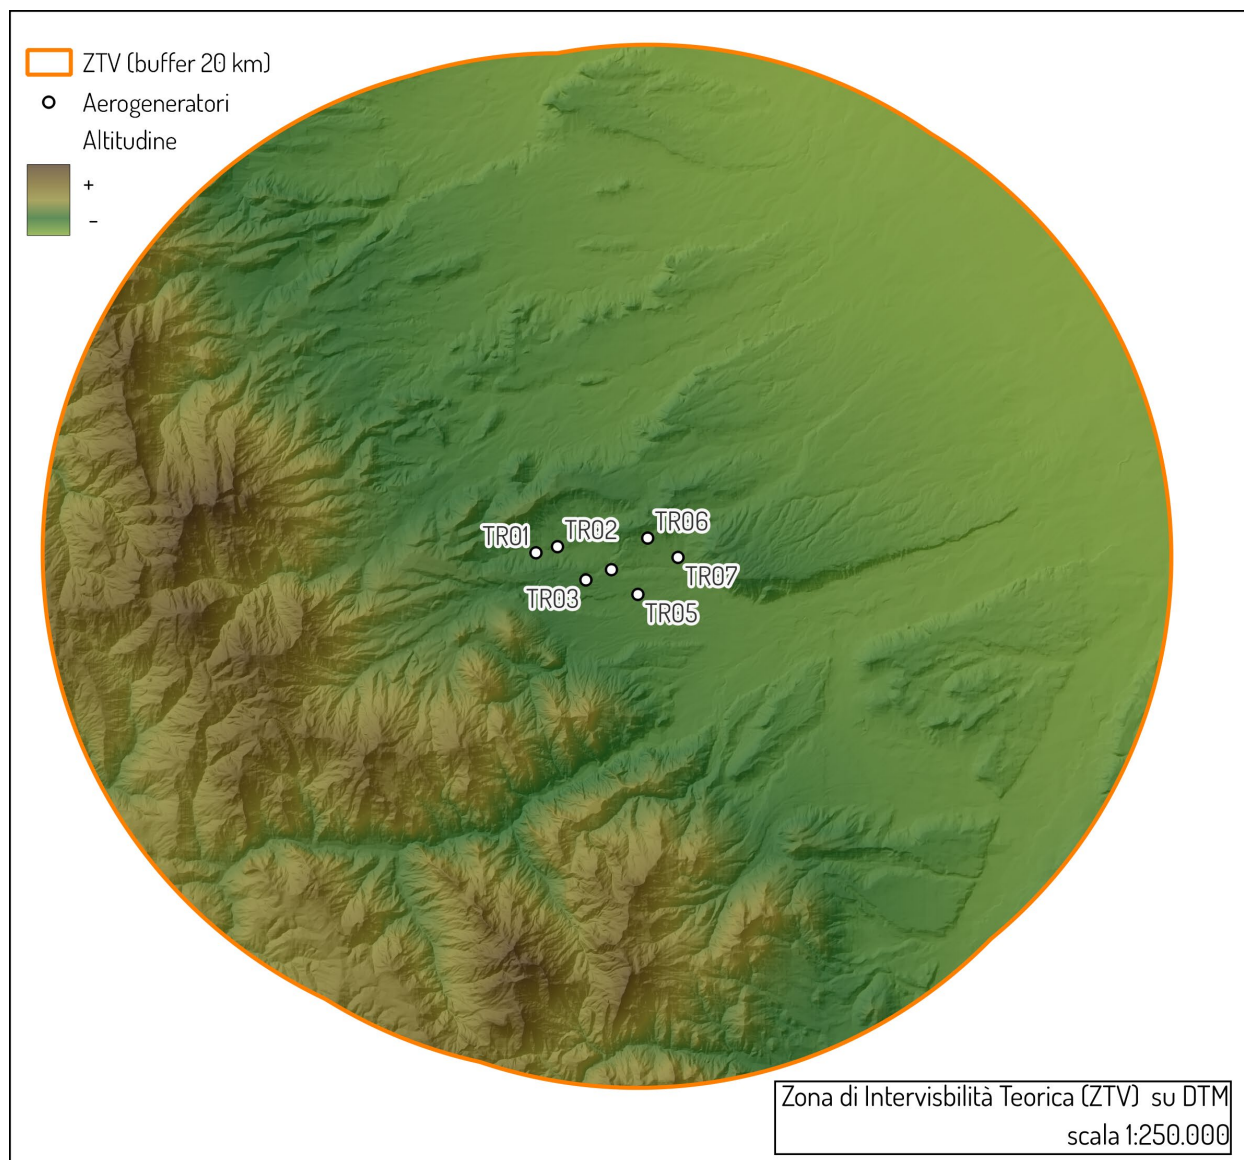 ZTV (buffer 20 km)
Aerogeneratori
Altitudine
+
-
TR01
TR02
TR06
TR07
TR03
TR05
Zona di Intervisbilità Teorica (ZTV) su DTM
scala 1:250.000